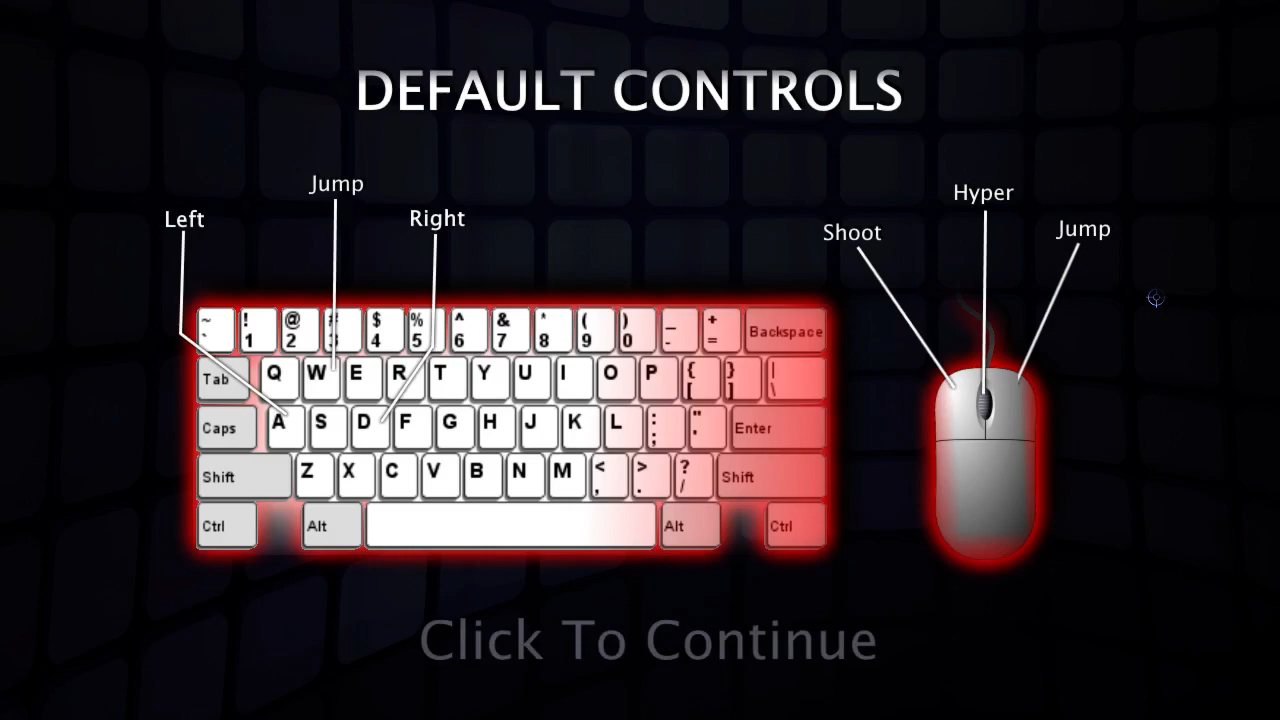 DEFAULT CONTROLS
Jump
Left
Right
Hyper
Shoot
Jump
~ ! @ # $ % ^ & * ( ) _ +
` 1 2 3 4 5 6 7 8 9 0 - = Backspace
Tab Q W E R T Y U I O P { [ } ] | \
Caps A S D F G H J K L : ; " ' Enter
Shift Z X C V B N M < , > . ? / Shift
Ctrl Alt Alt Ctrl
Click To Continue